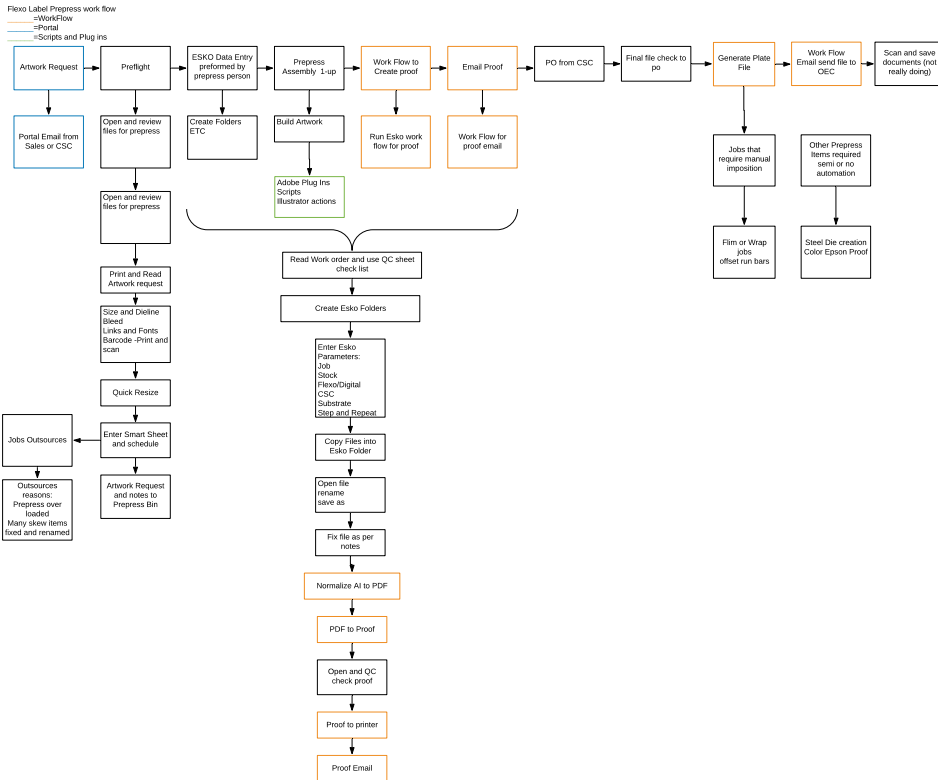 Flexo Label Prepress work flow
______=WorkFlow
______=Portal
______=Scripts and Plug ins
Artwork Request
Preflight
ESKO Data Entry
preformed by
prepress person
Prepress
Assembly 1-up
Work Flow to
Create proof
Email Proof
PO from CSC
Final file check to
po
Generate Plate
File
Work Flow
Email send file to
OEC
Scan and save
documents (not
really doing)
Portal Email from
Sales or CSC
Open and review
files for prepress
Create Folders
ETC
Build Artwork
Run Esko work
flow for proof
Work Flow for
proof email
Jobs that
require manual
imposition
Other Prepress
Items required
semi or no
automation
Adobe Plug Ins
Scripts
Illustrator actions
Open and review
files for prepress
Flim or Wrap
jobs
offset run bars
Steel Die creation
Color Epson Proof
Read Work order and use QC sheet
check list
Print and Read
Artwork request
Create Esko Folders
Size and Dieline
Bleed
Links and Fonts
Barcode -Print and
scan
Enter Esko
Parameters:
Job
Stock
Flexo/Digital
CSC
Substrate
Step and Repeat
Quick Resize
Jobs Outsources
Enter Smart Sheet
and schedule
Copy Files into
Esko Folder
Outsources
reasons:
Prepress over
loaded
Many skew items
fixed and renamed
Artwork Request
and notes to
Prepress Bin
Open file
rename
save as
Fix file as per
notes
Normalize AI to PDF
PDF to Proof
Open and QC
check proof
Proof to printer
Proof Email